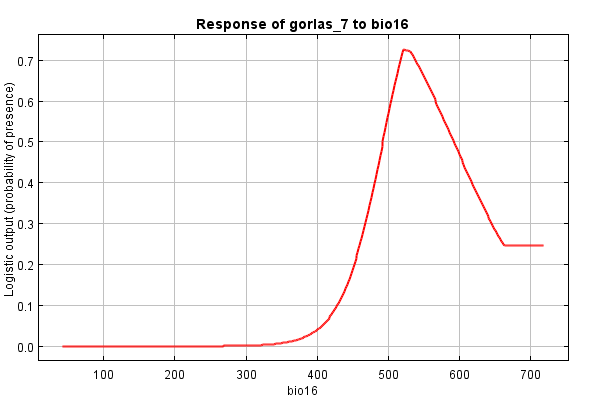 Response of gorlas_7 to bio16
Logistic output (probability of presence)
0.7
0.6
0.5
0.4
0.3
0.2
0.1
0.0
100 200 300 400 500 600 700
bio16